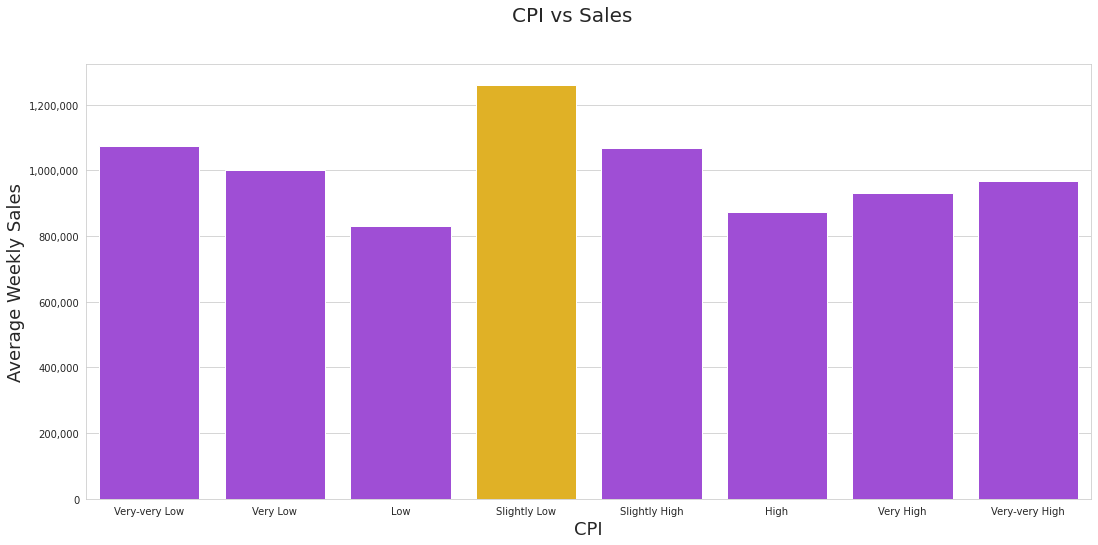 CPI vs Sales
Average Weekly Sales
1,200,000
1,000,000
800,000
600,000
400,000
200,000
0
Very-very Low Very Low Low Slightly Low Slightly High High Very High Very-very High
CPI